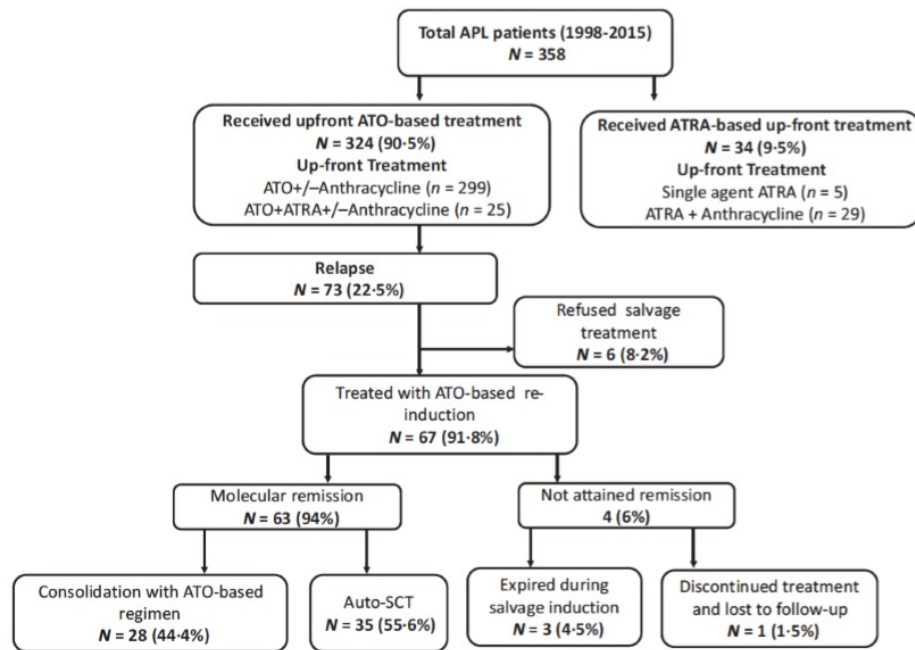 Total APL patients (1998-2015)
N = 358
Received upfront ATO-based treatment
N = 324 (90·5%)
Up-front Treatment
ATO+/–Anthracycline (n = 299)
ATO+ATRA+/–Anthracycline (n = 25)
Received ATRA-based up-front treatment
N = 34 (9·5%)
Up-front Treatment
Single agent ATRA (n = 5)
ATRA + Anthracycline (n = 29)
Relapse
N = 73 (22·5%)
Refused salvage
treatment
N = 6 (8·2%)
Treated with ATO-based re-
induction
N = 67 (91·8%)
Molecular remission
N = 63 (94%)
Not attained remission
4 (6%)
Consolidation with ATO-based
regimen
N = 28 (44·4%)
Auto-SCT
N = 35 (55·6%)
Expired during
salvage induction
N = 3 (4·5%)
Discontinued treatment
and lost to follow-up
N = 1 (1·5%)